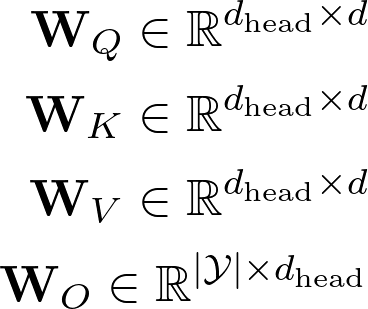 𝐖_Q ∈ ℝ^{d_head × d}
𝐖_K ∈ ℝ^{d_head × d}
𝐖_V ∈ ℝ^{d_head × d}
𝐖_O ∈ ℝ^{|𝒴| × d_head}